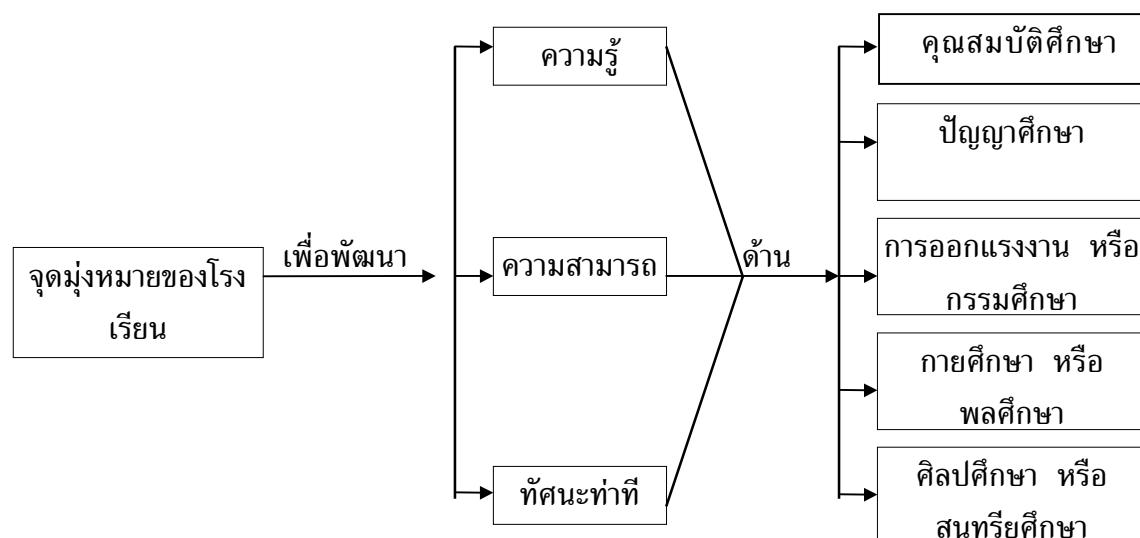 จุดมุ่งหมายของโรง
เรียน
เพื่อพัฒนา
ความรู้
ความสามารถ
ทัศนะท่าที
ด้าน
คุณสมบัติศึกษา
ปัญญาศึกษา
การออกแรงงาน หรือ
กรรมศึกษา
กายศึกษา หรือ
พลศึกษา
ศิลปศึกษา หรือ
สุนทรียศึกษา